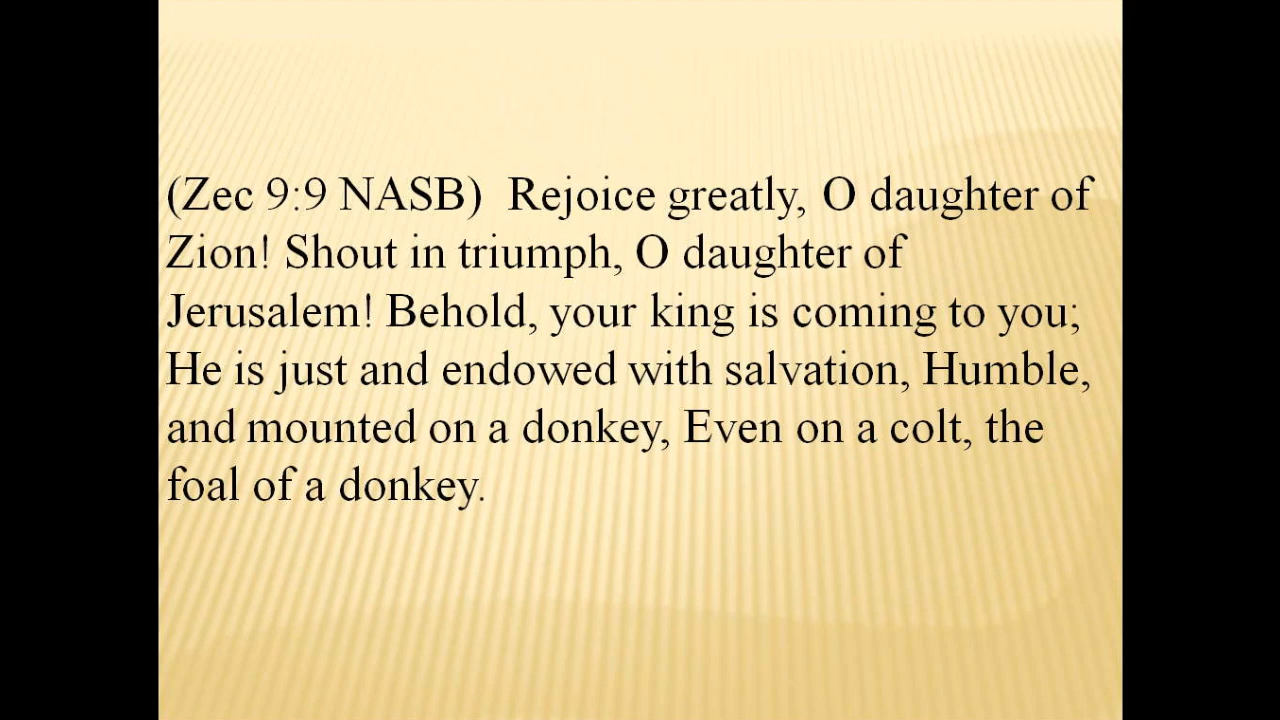 (Zec 9:9 NASB)  Rejoice greatly, O daughter of
Zion! Shout in triumph, O daughter of
Jerusalem! Behold, your king is coming to you;
He is just and endowed with salvation, Humble,
and mounted on a donkey, Even on a colt, the
foal of a donkey.